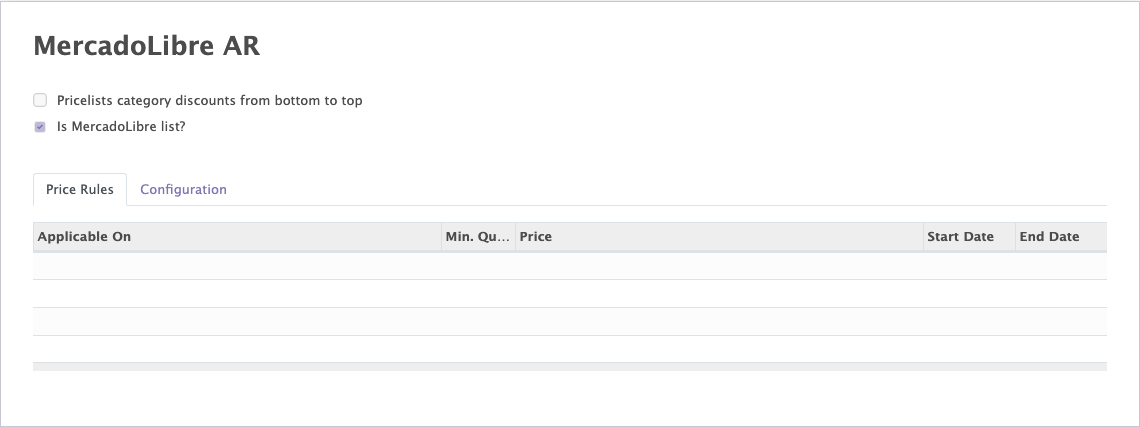 MercadoLibre AR
Pricelists category discounts from bottom to top
Is MercadoLibre list?
Price Rules Configuration
Applicable On Min. Qu... Price Start Date End Date